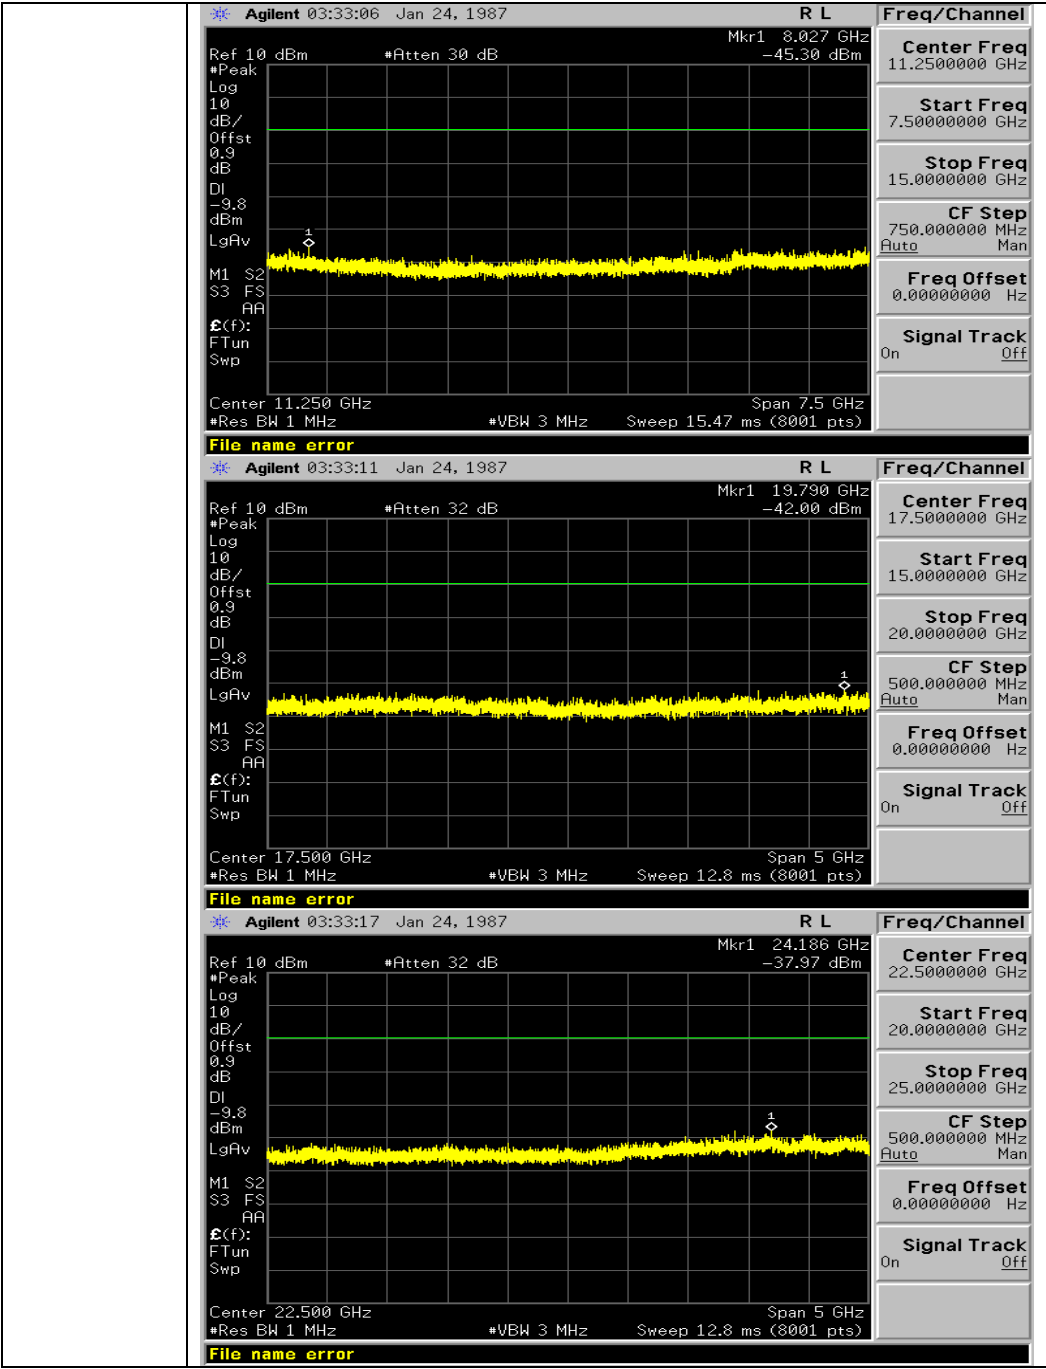 Agilent 03:33:06 Jan 24, 1987 R L Freq/Channel
Mkr1 8.027 GHz
Ref 10 dBm #Atten 30 dB -45.30 dBm
#Peak
Log
10
dB/
Offst
0.9
dB
DI
-9.8
dBm
LgAv
1
M1 S2
S3 FS
AA
£(f):
FTun
Swp
Center 11.250 GHz Span 7.5 GHz
#Res BW 1 MHz #VBW 3 MHz Sweep 15.47 ms (8001 pts)
Center Freq
11.2500000 GHz
Start Freq
7.50000000 GHz
Stop Freq
15.0000000 GHz
CF Step
750.000000 MHz
Auto Man
Freq Offset
0.00000000 Hz
Signal Track
On Off
File name error
Agilent 03:33:11 Jan 24, 1987 R L Freq/Channel
Mkr1 19.790 GHz
Ref 10 dBm #Atten 32 dB -42.00 dBm
#Peak
Log
10
dB/
Offst
0.9
dB
DI
-9.8
dBm
LgAv
1
M1 S2
S3 FS
AA
£(f):
FTun
Swp
Center 17.500 GHz Span 5 GHz
#Res BW 1 MHz #VBW 3 MHz Sweep 12.8 ms (8001 pts)
Center Freq
17.5000000 GHz
Start Freq
15.0000000 GHz
Stop Freq
20.0000000 GHz
CF Step
500.000000 MHz
Auto Man
Freq Offset
0.00000000 Hz
Signal Track
On Off
File name error
Agilent 03:33:17 Jan 24, 1987 R L Freq/Channel
Mkr1 24.186 GHz
Ref 10 dBm #Atten 32 dB -37.97 dBm
#Peak
Log
10
dB/
Offst
0.9
dB
DI
-9.8
dBm
LgAv
1
M1 S2
S3 FS
AA
£(f):
FTun
Swp
Center 22.500 GHz Span 5 GHz
#Res BW 1 MHz #VBW 3 MHz Sweep 12.8 ms (8001 pts)
Center Freq
22.5000000 GHz
Start Freq
20.0000000 GHz
Stop Freq
25.0000000 GHz
CF Step
500.000000 MHz
Auto Man
Freq Offset
0.00000000 Hz
Signal Track
On Off
File name error